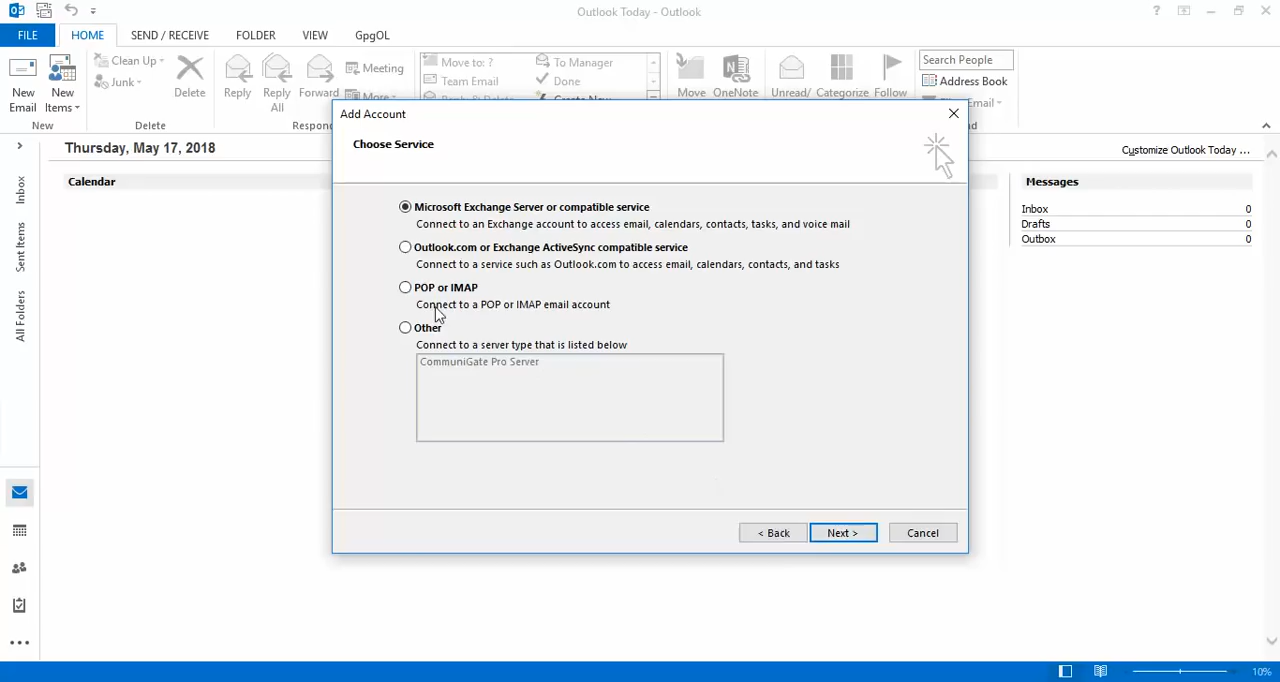 Outlook Today - Outlook
FILE
HOME
SEND / RECEIVE
FOLDER
VIEW
GpgOL
New Email
New Items
New
Clean Up
Junk
Delete
Delete
Reply
Reply All
Forward
Meeting
More
Respon
Move to: ?
Team Email
To Manager
Done
Create New
Move
OneNote
Unread/
Categorize
Follow
Search People
Address Book
Email
d
Thursday, May 17, 2018
Customize Outlook Today ...
Calendar
Messages
Inbox 0
Drafts 0
Outbox 0
Inbox
Sent Items
All Folders
Add Account
Choose Service
Microsoft Exchange Server or compatible service
Connect to an Exchange account to access email, calendars, contacts, tasks, and voice mail
Outlook.com or Exchange ActiveSync compatible service
Connect to a service such as Outlook.com to access email, calendars, contacts, and tasks
POP or IMAP
Connect to a POP or IMAP email account
Other
Connect to a server type that is listed below
CommuniGate Pro Server
< Back
Next >
Cancel
10%